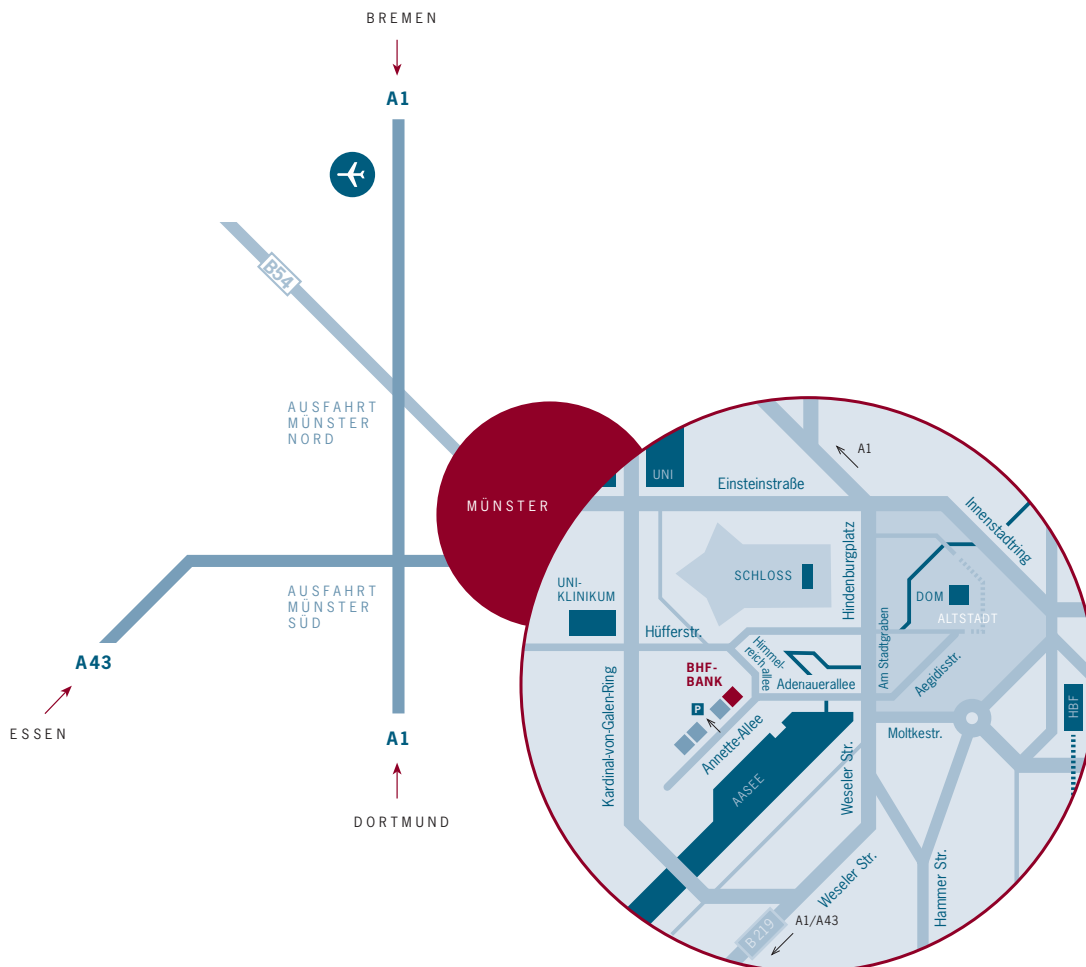 BREMEN
A1
B54
AUSFAHRT
MÜNSTER
NORD
A1
UNI
Einsteinstraße
MÜNSTER
Innenstadtring
Hindenburgplatz
SCHLOSS
UNI-
KLINIKUM
DOM
ALTSTADT
AUSFAHRT
MÜNSTER
SÜD
Hüfferstr.
Himmel-
reich allee
Am Stadtgraben
Aegidistr.
A43
BHF-
BANK
Adenauerallee
P
HBF
ESSEN
A1
Kardinal-von-Galen-Ring
Annette-Allee
Moltkestr.
Weseler Str.
AASEE
DORTMUND
Weseler Str.
Hammer Str.
A1/A43
B 219